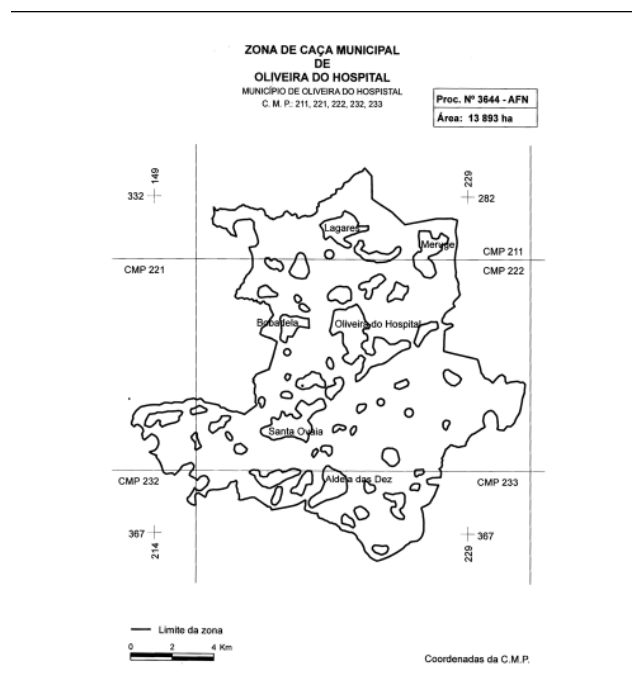 ZONA DE CAÇA MUNICIPAL
DE
OLIVEIRA DO HOSPITAL
MUNICÍPIO DE OLIVEIRA DO HOSPISTAL
C. M. P.: 211, 221, 222, 232, 233
Proc. Nº 3644 - AFN
Área: 13 893 ha
149
229
332
282
Lagares
Meruge
CMP 211
CMP 221
CMP 222
Bobadela
Oliveira do Hospital
Santa Ovaia
CMP 232
Aldeia das Dez
CMP 233
367
367
214
229
Limite da zona
0 2 4 Km
Coordenadas da C.M.P.